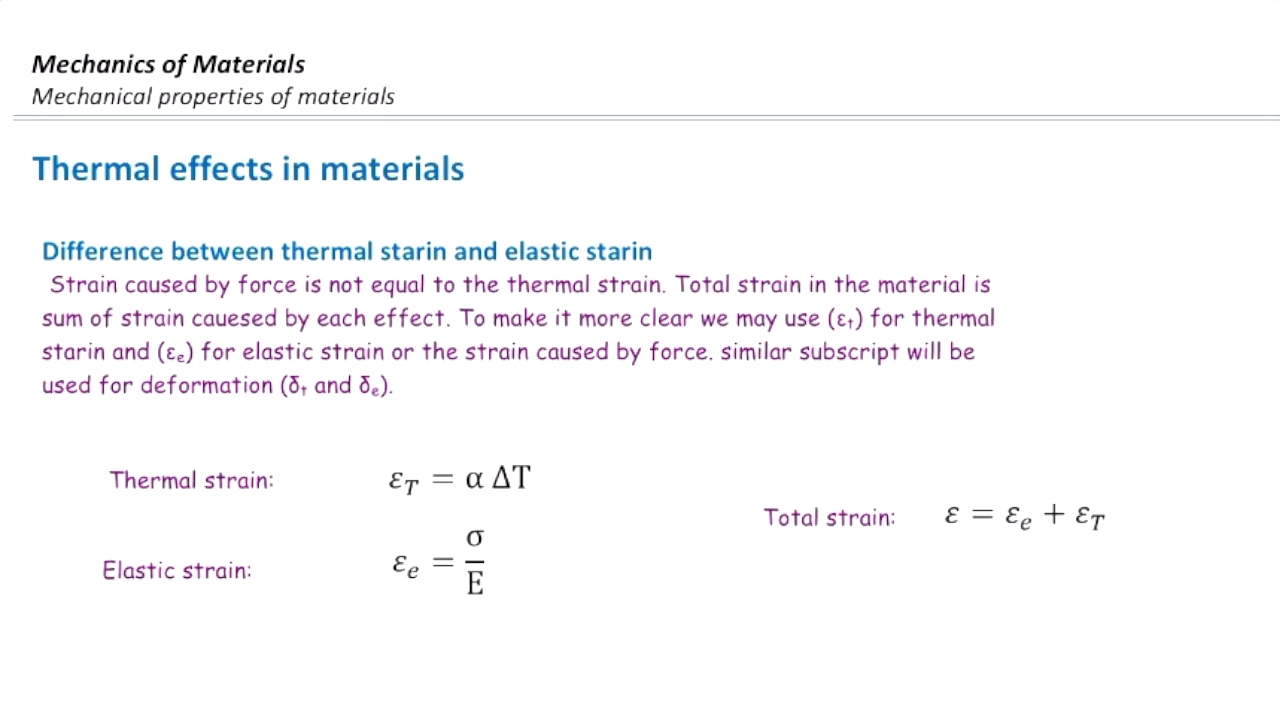 Mechanics of Materials
Mechanical properties of materials
Thermal effects in materials
Difference between thermal starin and elastic starin
Strain caused by force is not equal to the thermal strain. Total strain in the material is
sum of strain cauesed by each effect. To make it more clear we may use (εₜ) for thermal
starin and (εₑ) for elastic strain or the strain caused by force. similar subscript will be
used for deformation (δₜ and δₑ).
Thermal strain: ε_T = α ΔT
Total strain: ε = ε_e + ε_T
Elastic strain: ε_e = σ/E